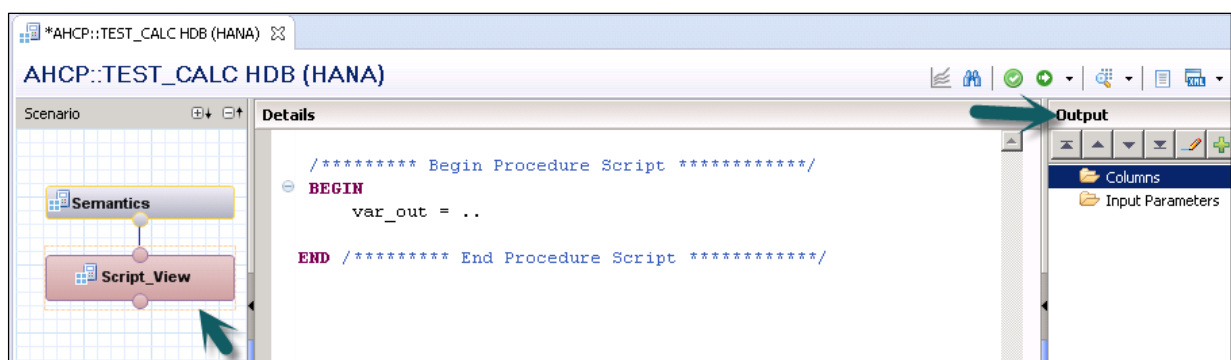 *AHCP::TEST_CALC HDB (HANA)
AHCP::TEST_CALC HDB (HANA)
Scenario
Details
Output
/********* Begin Procedure Script ************/
BEGIN
var_out = ..
END /********* End Procedure Script ************/
Semantics
Script_View
Columns
Input Parameters